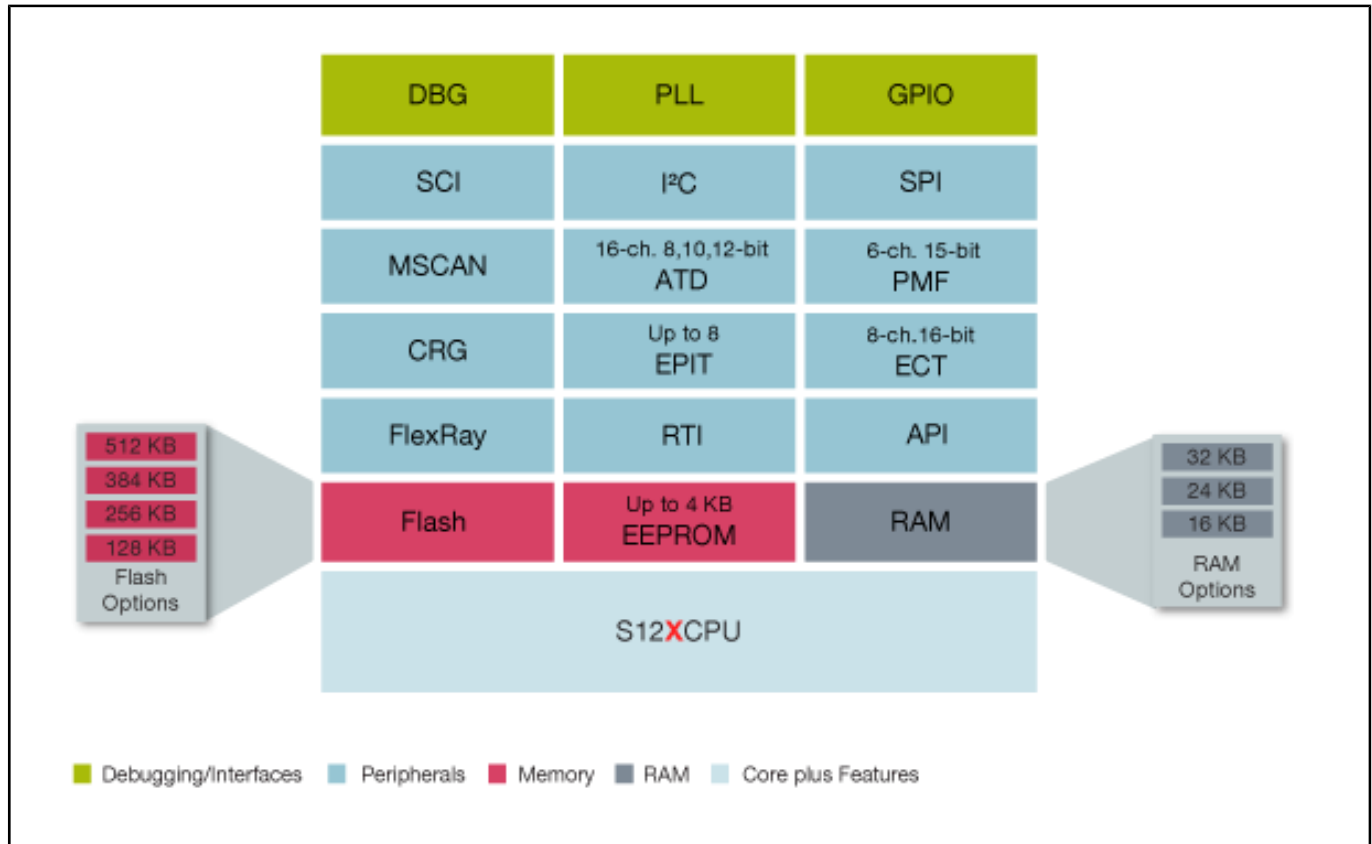 DBG
PLL
GPIO
SCI
I²C
SPI
MSCAN
16-ch. 8,10,12-bit
ATD
6-ch. 15-bit
PMF
CRG
Up to 8
EPIT
8-ch.16-bit
ECT
FlexRay
RTI
API
512 KB
384 KB
256 KB
128 KB
Flash
Options
Flash
Up to 4 KB
EEPROM
RAM
32 KB
24 KB
16 KB
RAM
Options
S12XCPU
Debugging/Interfaces
Peripherals
Memory
RAM
Core plus Features